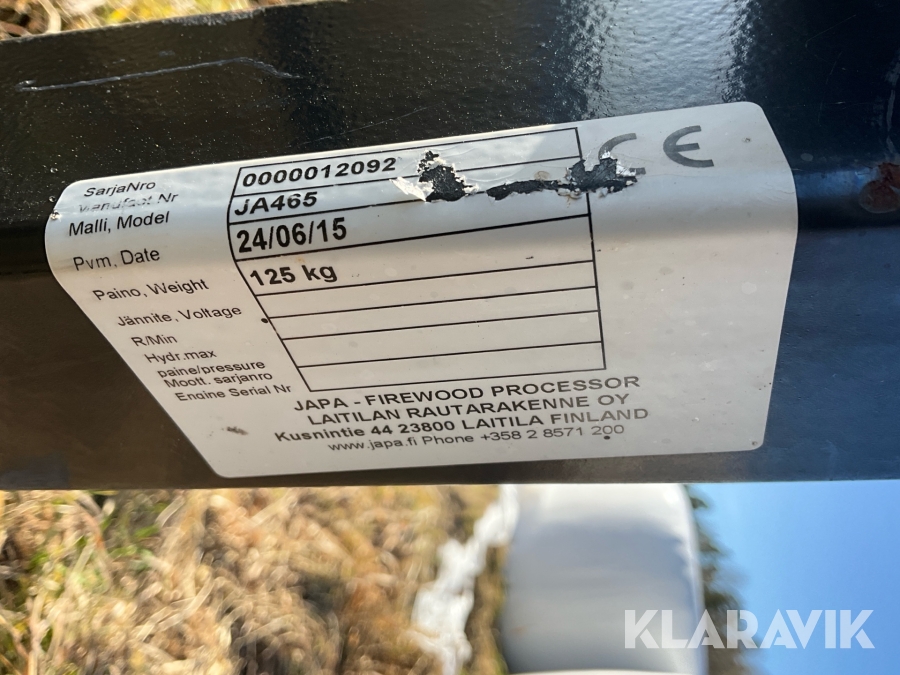 SarjaNro
Manufact Nr 0000012092
Malli, Model JA465
Pvm, Date 24/06/15
Paino, Weight 125 kg
Jännite, Voltage
R/Min
Hydr.max
paine/pressure
Moott. sarjanro
Engine Serial Nr
CE
JAPA - FIREWOOD PROCESSOR
LAITILAN RAUTARAKENNE OY
Kusnintie 44 23800 LAITILA FINLAND
www.japa.fi Phone +358 2 8571 200
KLARAVIK